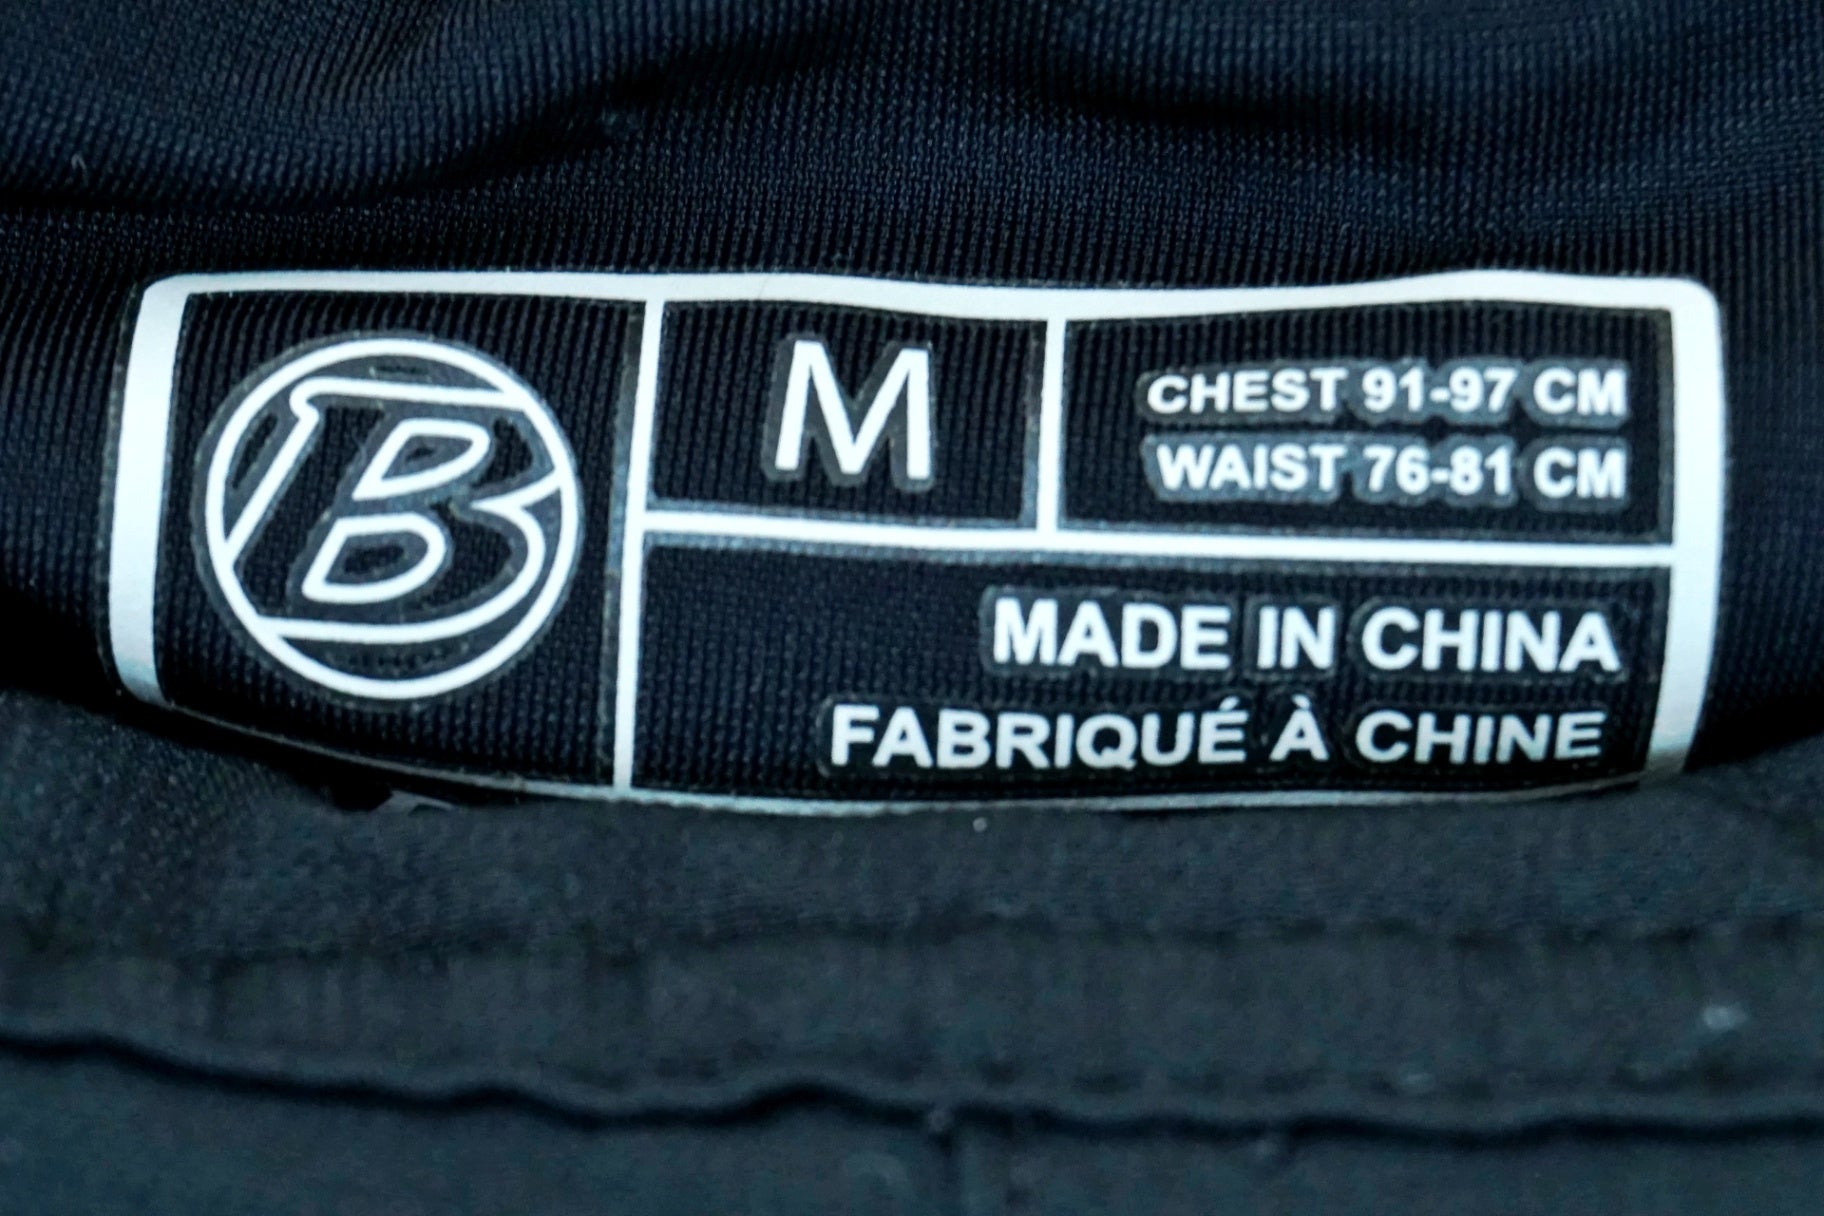 B
M
CHEST 91-97 CM
WAIST 76-81 CM
MADE IN CHINA
FABRIQUÉ À CHINE